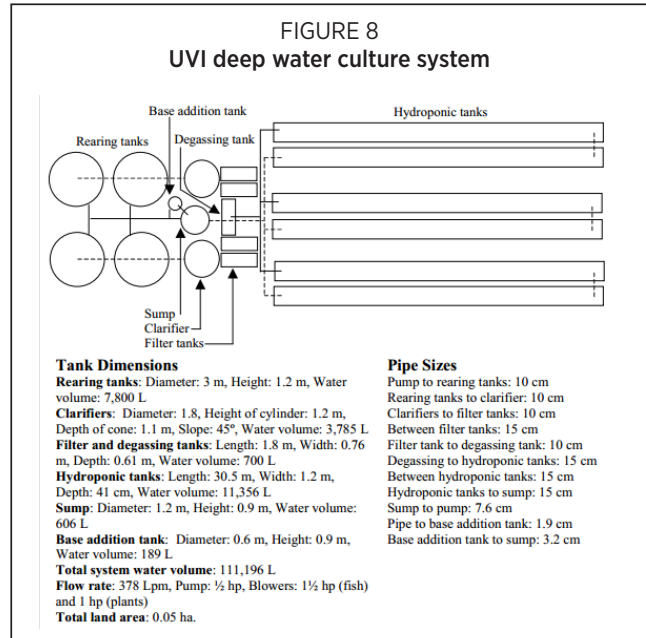 FIGURE 8
UVI deep water culture system
Base addition tank
Hydroponic tanks
Rearing tanks
Degassing tank
Sump
Clarifier
Filter tanks
Tank Dimensions
Rearing tanks: Diameter: 3 m, Height: 1.2 m, Water
volume: 7,800 L
Clarifiers: Diameter: 1.8, Height of cylinder: 1.2 m,
Depth of cone: 1.1 m, Slope: 45º, Water volume: 3,785 L
Filter and degassing tanks: Length: 1.8 m, Width: 0.76
m, Depth: 0.61 m, Water volume: 700 L
Hydroponic tanks: Length: 30.5 m, Width: 1.2 m,
Depth: 41 cm, Water volume: 11,356 L
Sump: Diameter: 1.2 m, Height: 0.9 m, Water volume:
606 L
Base addition tank: Diameter: 0.6 m, Height: 0.9 m,
Water volume: 189 L
Total system water volume: 111,196 L
Flow rate: 378 Lpm, Pump: ½ hp, Blowers: 1½ hp (fish)
and 1 hp (plants)
Total land area: 0.05 ha.
Pipe Sizes
Pump to rearing tanks: 10 cm
Rearing tanks to clarifier: 10 cm
Clarifiers to filter tanks: 10 cm
Between filter tanks: 15 cm
Filter tank to degassing tank: 10 cm
Degassing to hydroponic tanks: 15 cm
Between hydroponic tanks: 15 cm
Hydroponic tanks to sump: 15 cm
Sump to pump: 7.6 cm
Pipe to base addition tank: 1.9 cm
Base addition tank to sump: 3.2 cm